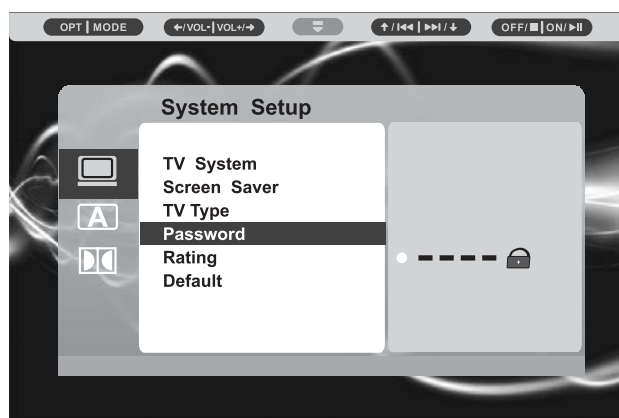 OPT | MODE
←/VOL- | VOL+/→
↑/I◄◄ | ►►I/↓
OFF/■ | ON/►II
System Setup
TV System
Screen Saver
TV Type
Password
Rating
Default
A